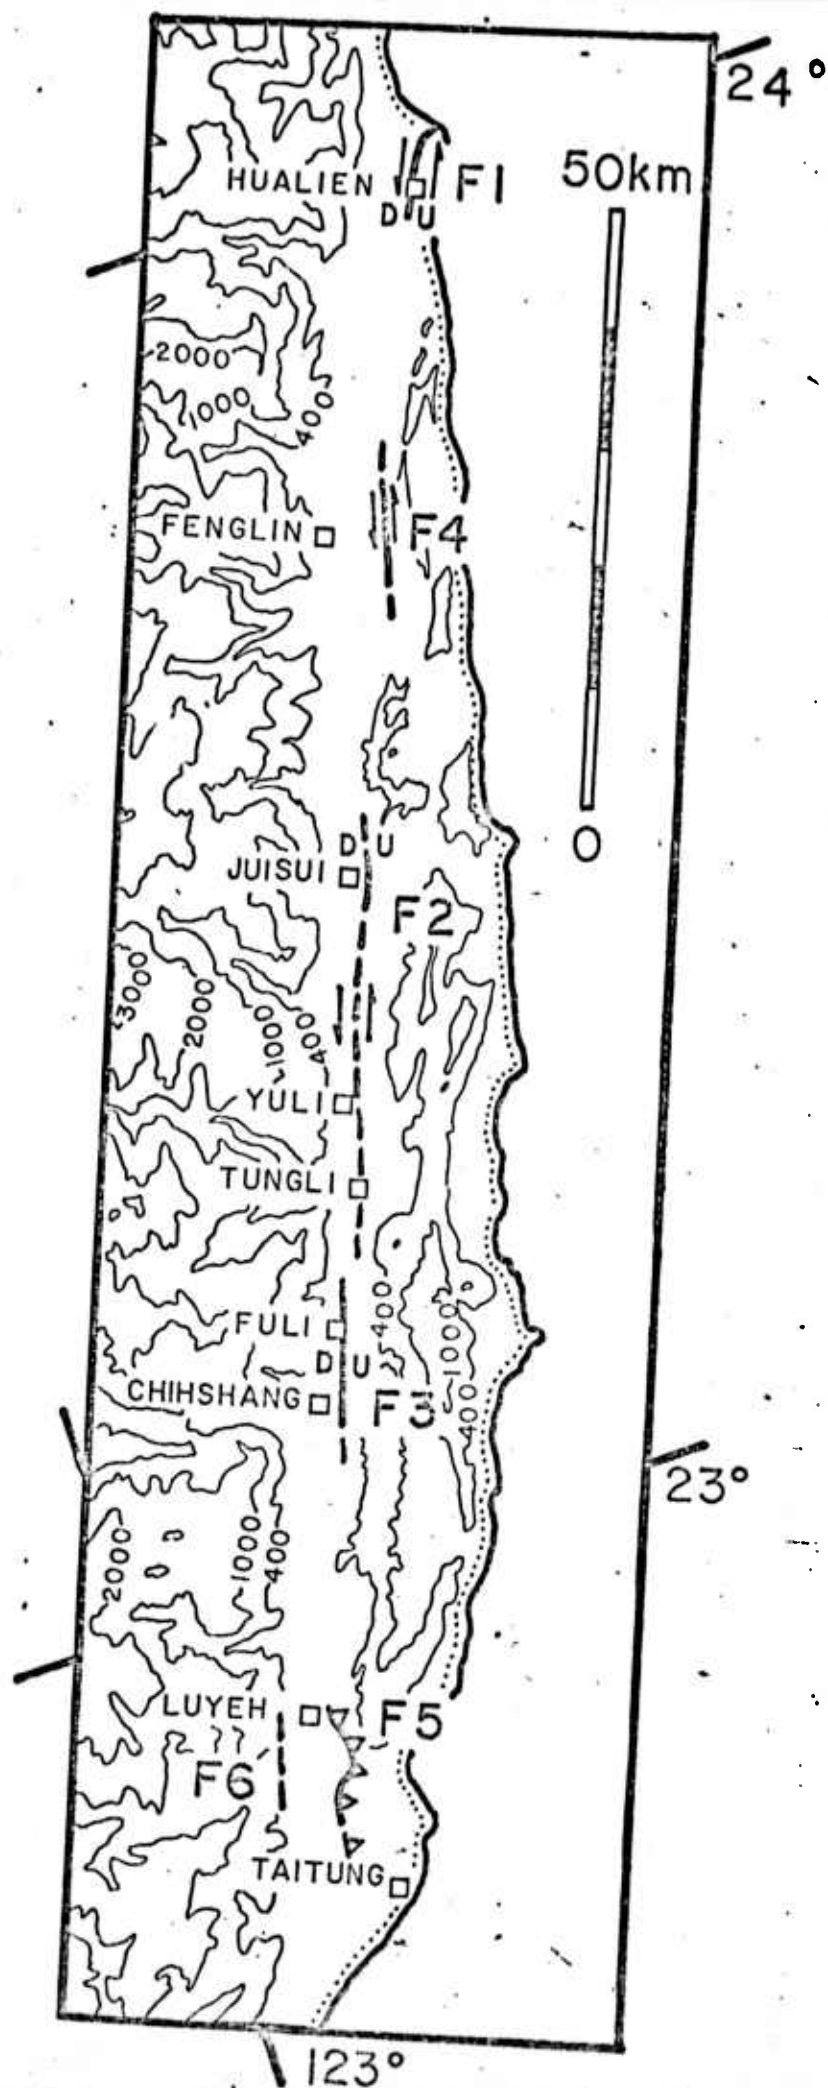 24°
HUALIEN
F1
50km
D U
2000
1000
400
FENGLIN
F4
D U
JUISUI
0
F2
3000
2000
1000
400
YULI
TUNGLI
400
1000
400
FULI
D U
CHIHSHANG
F3
23°
2000
1000
400
LUYEH
F5
??
F6
TAITUNG
123°